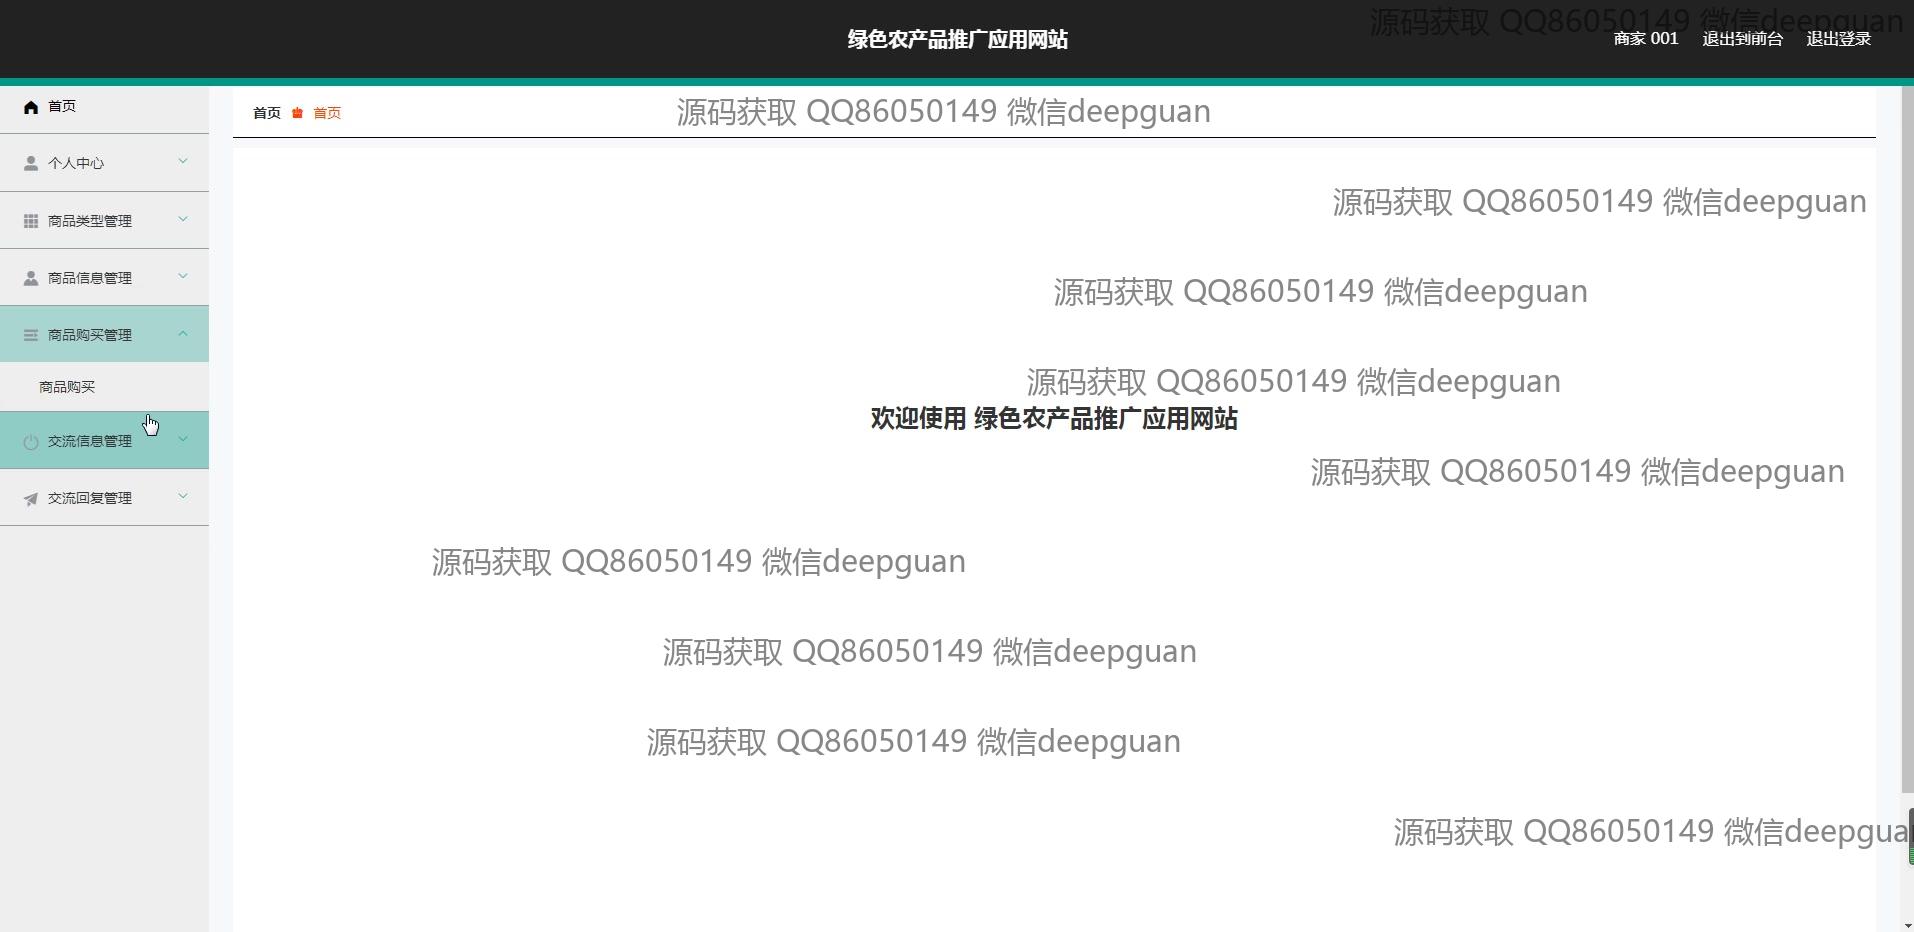 源码获取 QQ86050149 微信deepguan
绿色农产品推广应用网站
商家 001 退出到前台 退出登录
首页
首页 首页
源码获取 QQ86050149 微信deepguan
个人中心
源码获取 QQ86050149 微信deepguan
商品类型管理
商品信息管理
源码获取 QQ86050149 微信deepguan
商品购买管理
商品购买
源码获取 QQ86050149 微信deepguan
欢迎使用 绿色农产品推广应用网站
交流信息管理
源码获取 QQ86050149 微信deepguan
交流回复管理
源码获取 QQ86050149 微信deepguan
源码获取 QQ86050149 微信deepguan
源码获取 QQ86050149 微信deepguan
源码获取 QQ86050149 微信deepgua